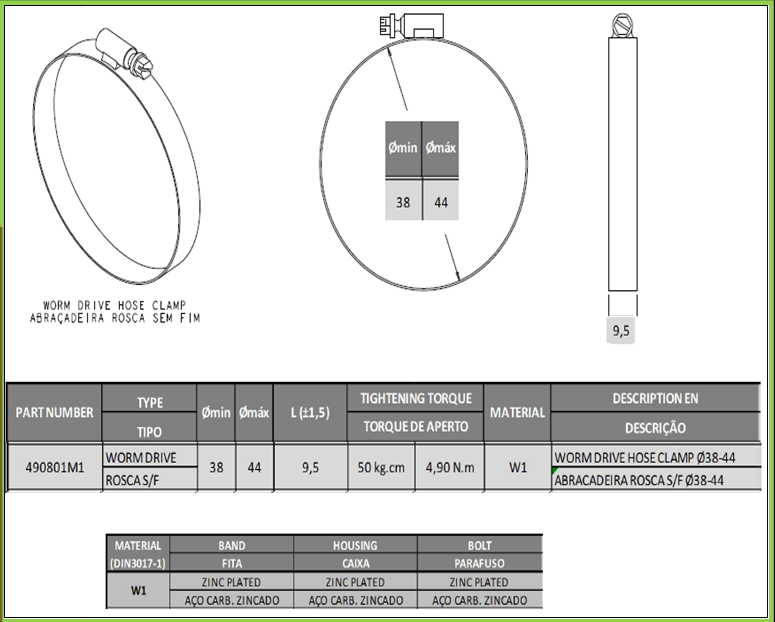 Ømin Ømáx
38 44
WORM DRIVE HOSE CLAMP
ABRAÇADEIRA ROSCA SEM FIM
9,5
PART NUMBER TYPE Ømin Ømáx L (±1,5) TIGHTENING TORQUE MATERIAL DESCRIPTION EN
TIPO TORQUE DE APERTO DESCRIÇÃO
490801M1 WORM DRIVE 38 44 9,5 50 kg.cm 4,90 N.m W1 WORM DRIVE HOSE CLAMP Ø38-44
ROSCA S/F ABRACADEIRA ROSCA S/F Ø38-44
MATERIAL BAND HOUSING BOLT
(DIN3017-1) FITA CAIXA PARAFUSO
W1 ZINC PLATED ZINC PLATED ZINC PLATED
AÇO CARB. ZINCADO AÇO CARB. ZINCADO AÇO CARB. ZINCADO